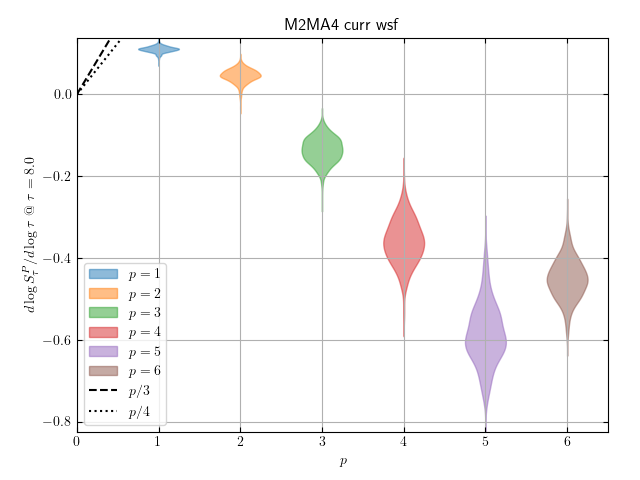 M2MA4 curr wsf
d log S_τ^P / d log τ @ τ = 8.0
0.0
−0.2
−0.4
−0.6
−0.8
p = 1
p = 2
p = 3
p = 4
p = 5
p = 6
p/3
p/4
0 1 2 3 4 5 6
p